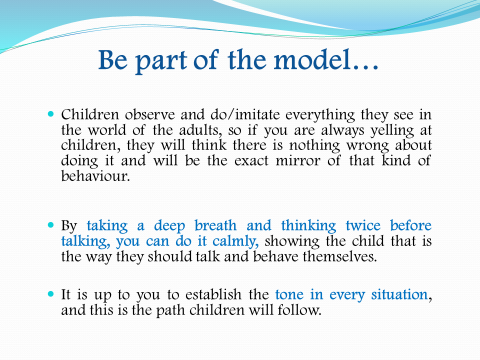 Be part of the model…
Children observe and do/imitate everything they see in
the world of the adults, so if you are always yelling at
children, they will think there is nothing wrong about
doing it and will be the exact mirror of that kind of
behaviour.
By taking a deep breath and thinking twice before
talking, you can do it calmly, showing the child that is
the way they should talk and behave themselves.
It is up to you to establish the tone in every situation,
and this is the path children will follow.